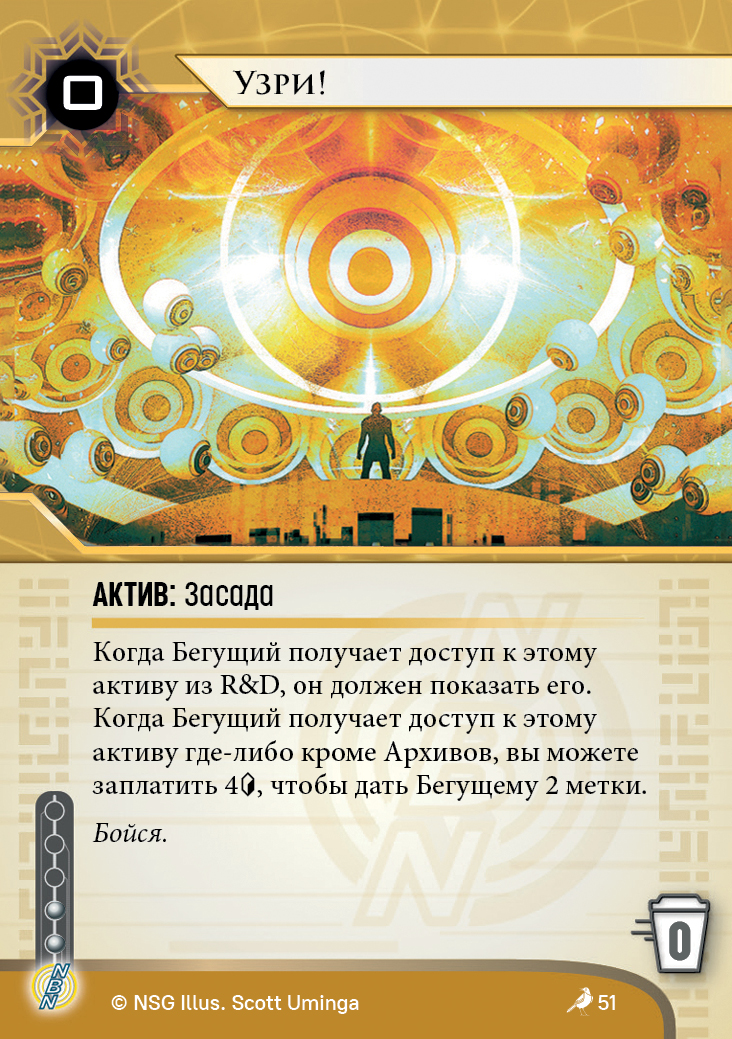 Узри!
АКТИВ: Засада
Когда Бегущий получает доступ к этому
активу из R&D, он должен показать его.
Когда Бегущий получает доступ к этому
активу где-либо кроме Архивов, вы можете
заплатить 4, чтобы дать Бегущему 2 метки.
Бойся.
0
NBN
© NSG Illus. Scott Uminga
51